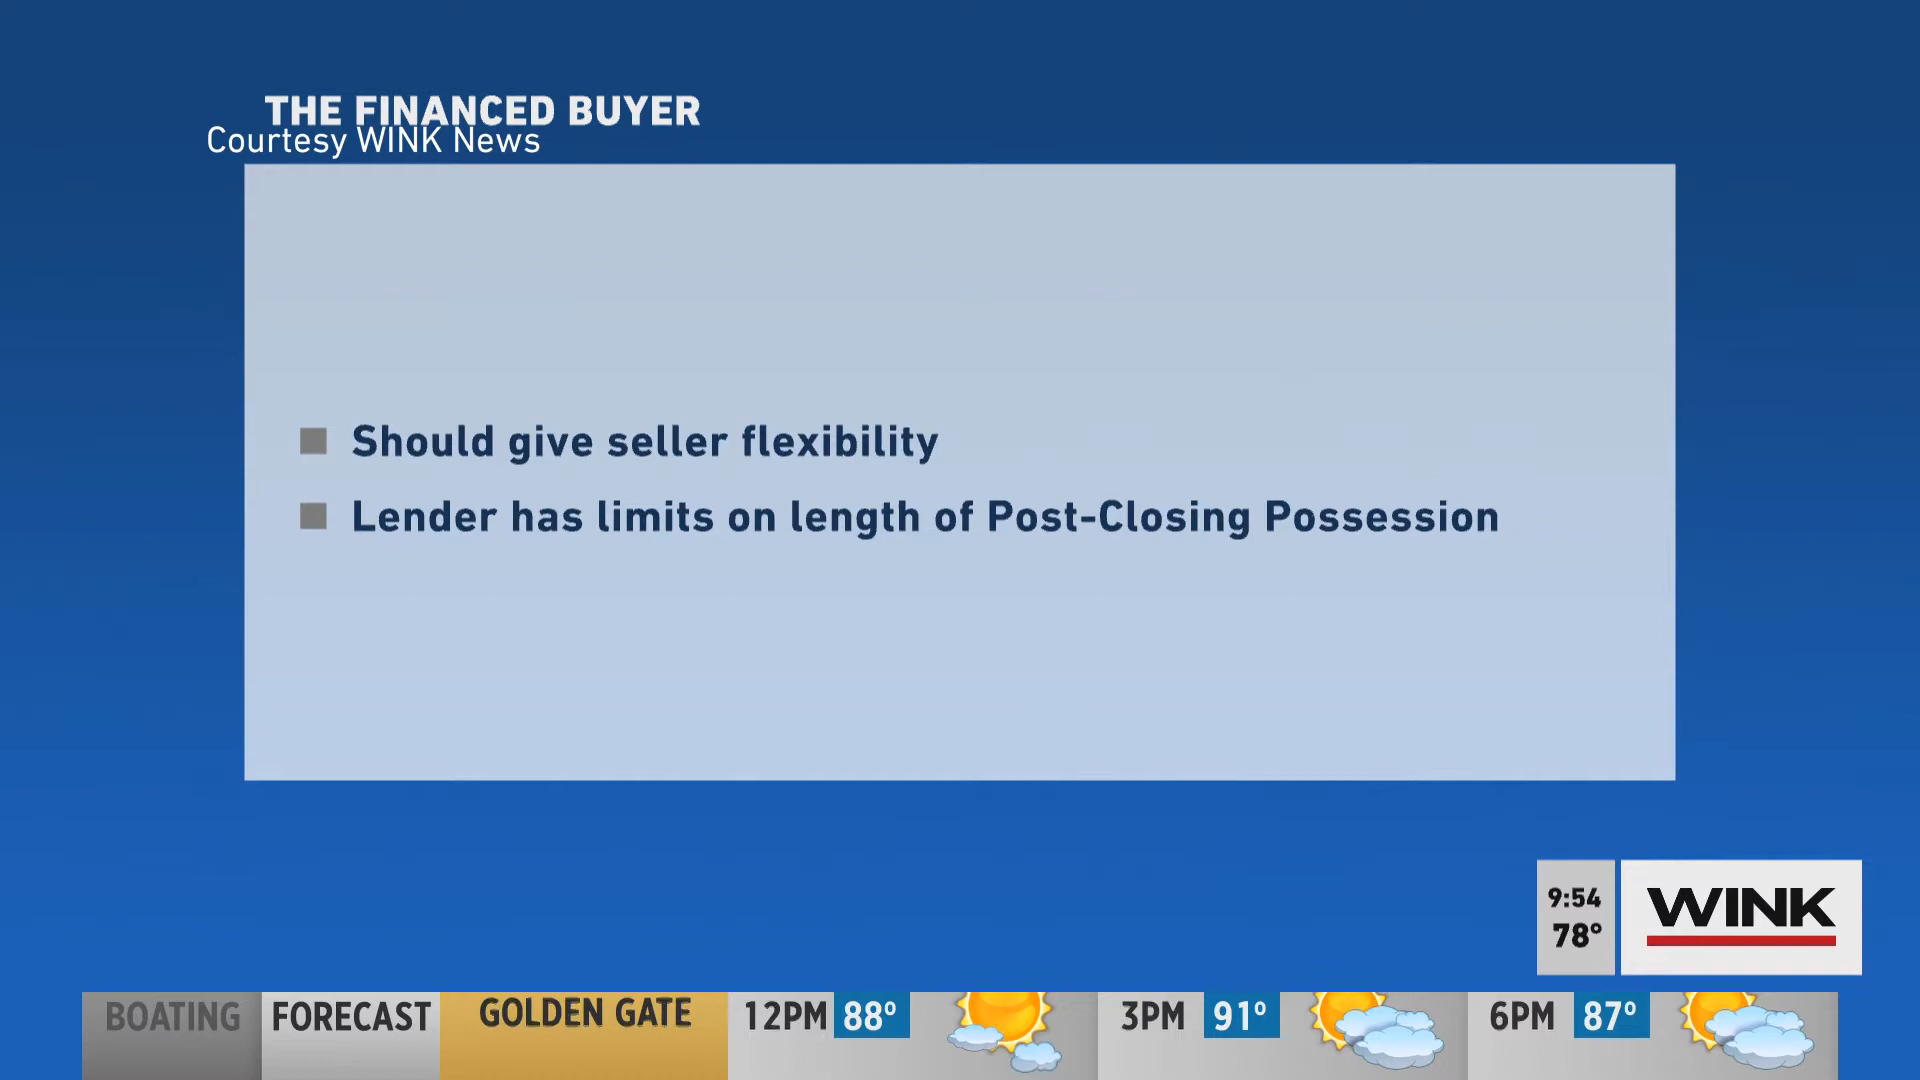 THE FINANCED BUYER
Courtesy WINK News
Should give seller flexibility
Lender has limits on length of Post-Closing Possession
9:54
78°
WINK
BOATING FORECAST GOLDEN GATE 12PM 88° 3PM 91° 6PM 87°